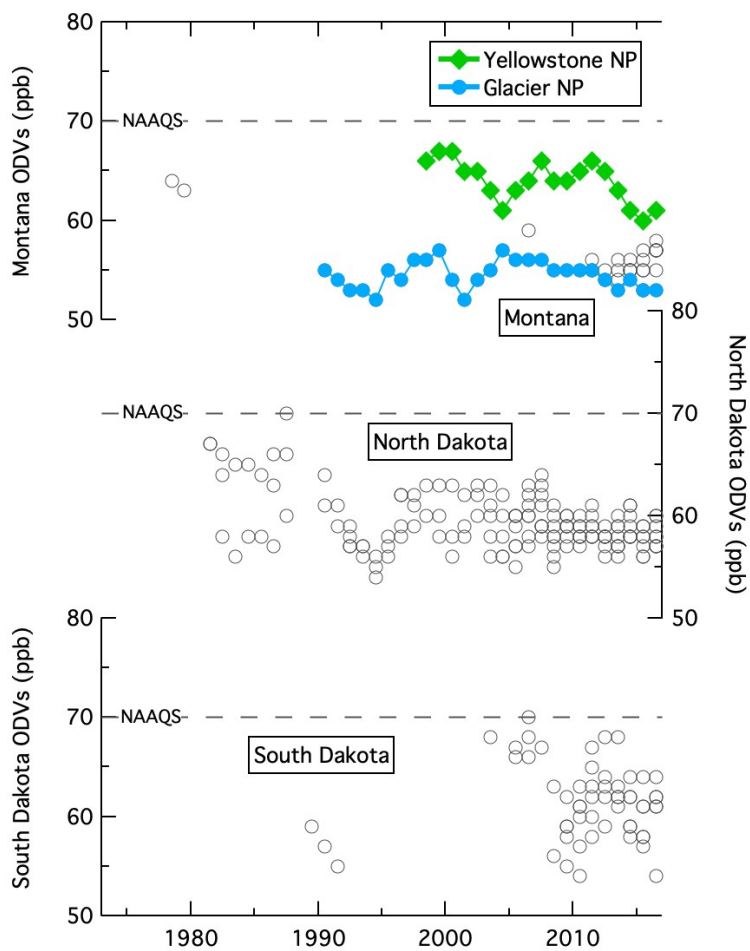 80
Yellowstone NP
Glacier NP
70
NAAQS
60
50
Montana ODVs (ppb)
Montana
80
NAAQS
70
North Dakota
60
50
North Dakota ODVs (ppb)
80
70
NAAQS
South Dakota
60
50
South Dakota ODVs (ppb)
1980
1990
2000
2010